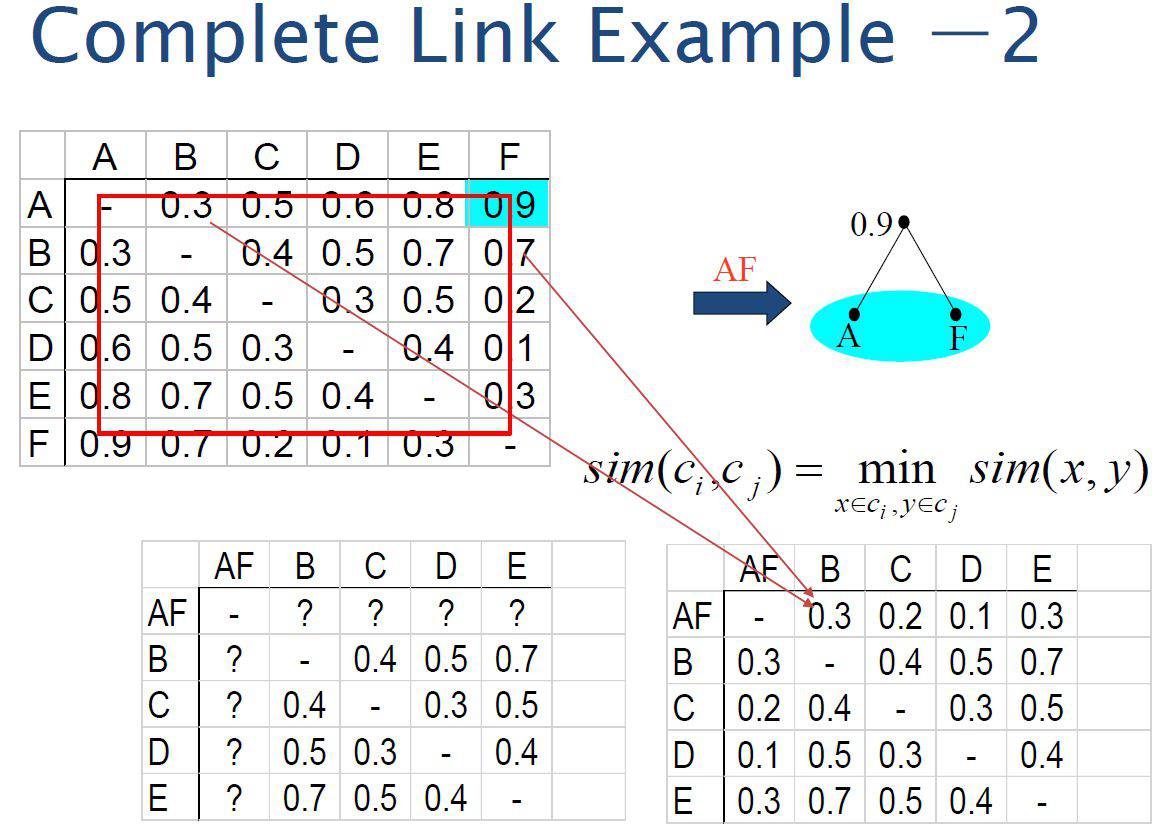 Complete Link Example －2
A B C D E F
A - 0.3 0.5 0.6 0.8 0.9
B 0.3 - 0.4 0.5 0.7 0.7
C 0.5 0.4 - 0.3 0.5 0.2
D 0.6 0.5 0.3 - 0.4 0.1
E 0.8 0.7 0.5 0.4 - 0.3
F 0.9 0.7 0.2 0.1 0.3 -
AF
0.9
A F
sim(c_i, c_j) = min sim(x, y)
x∈c_i, y∈c_j
AF B C D E
AF - ? ? ? ?
B ? - 0.4 0.5 0.7
C ? 0.4 - 0.3 0.5
D ? 0.5 0.3 - 0.4
E ? 0.7 0.5 0.4 -
AF B C D E
AF - 0.3 0.2 0.1 0.3
B 0.3 - 0.4 0.5 0.7
C 0.2 0.4 - 0.3 0.5
D 0.1 0.5 0.3 - 0.4
E 0.3 0.7 0.5 0.4 -